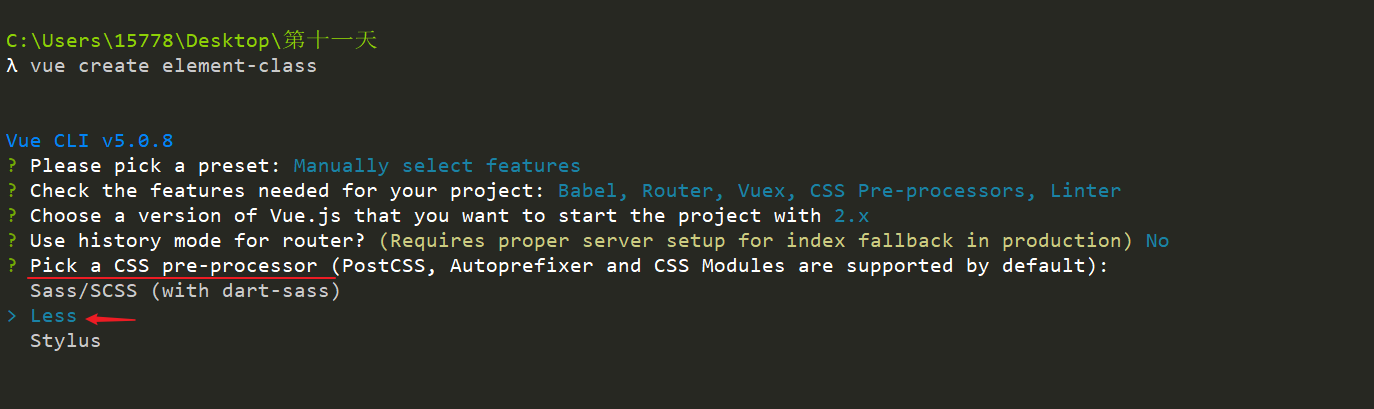 C:\Users\15778\Desktop\第十一天
λ vue create element-class
Vue CLI v5.0.8
? Please pick a preset: Manually select features
? Check the features needed for your project: Babel, Router, Vuex, CSS Pre-processors, Linter
? Choose a version of Vue.js that you want to start the project with 2.x
? Use history mode for router? (Requires proper server setup for index fallback in production) No
? Pick a CSS pre-processor (PostCSS, Autoprefixer and CSS Modules are supported by default):
Sass/SCSS (with dart-sass)
> Less
Stylus